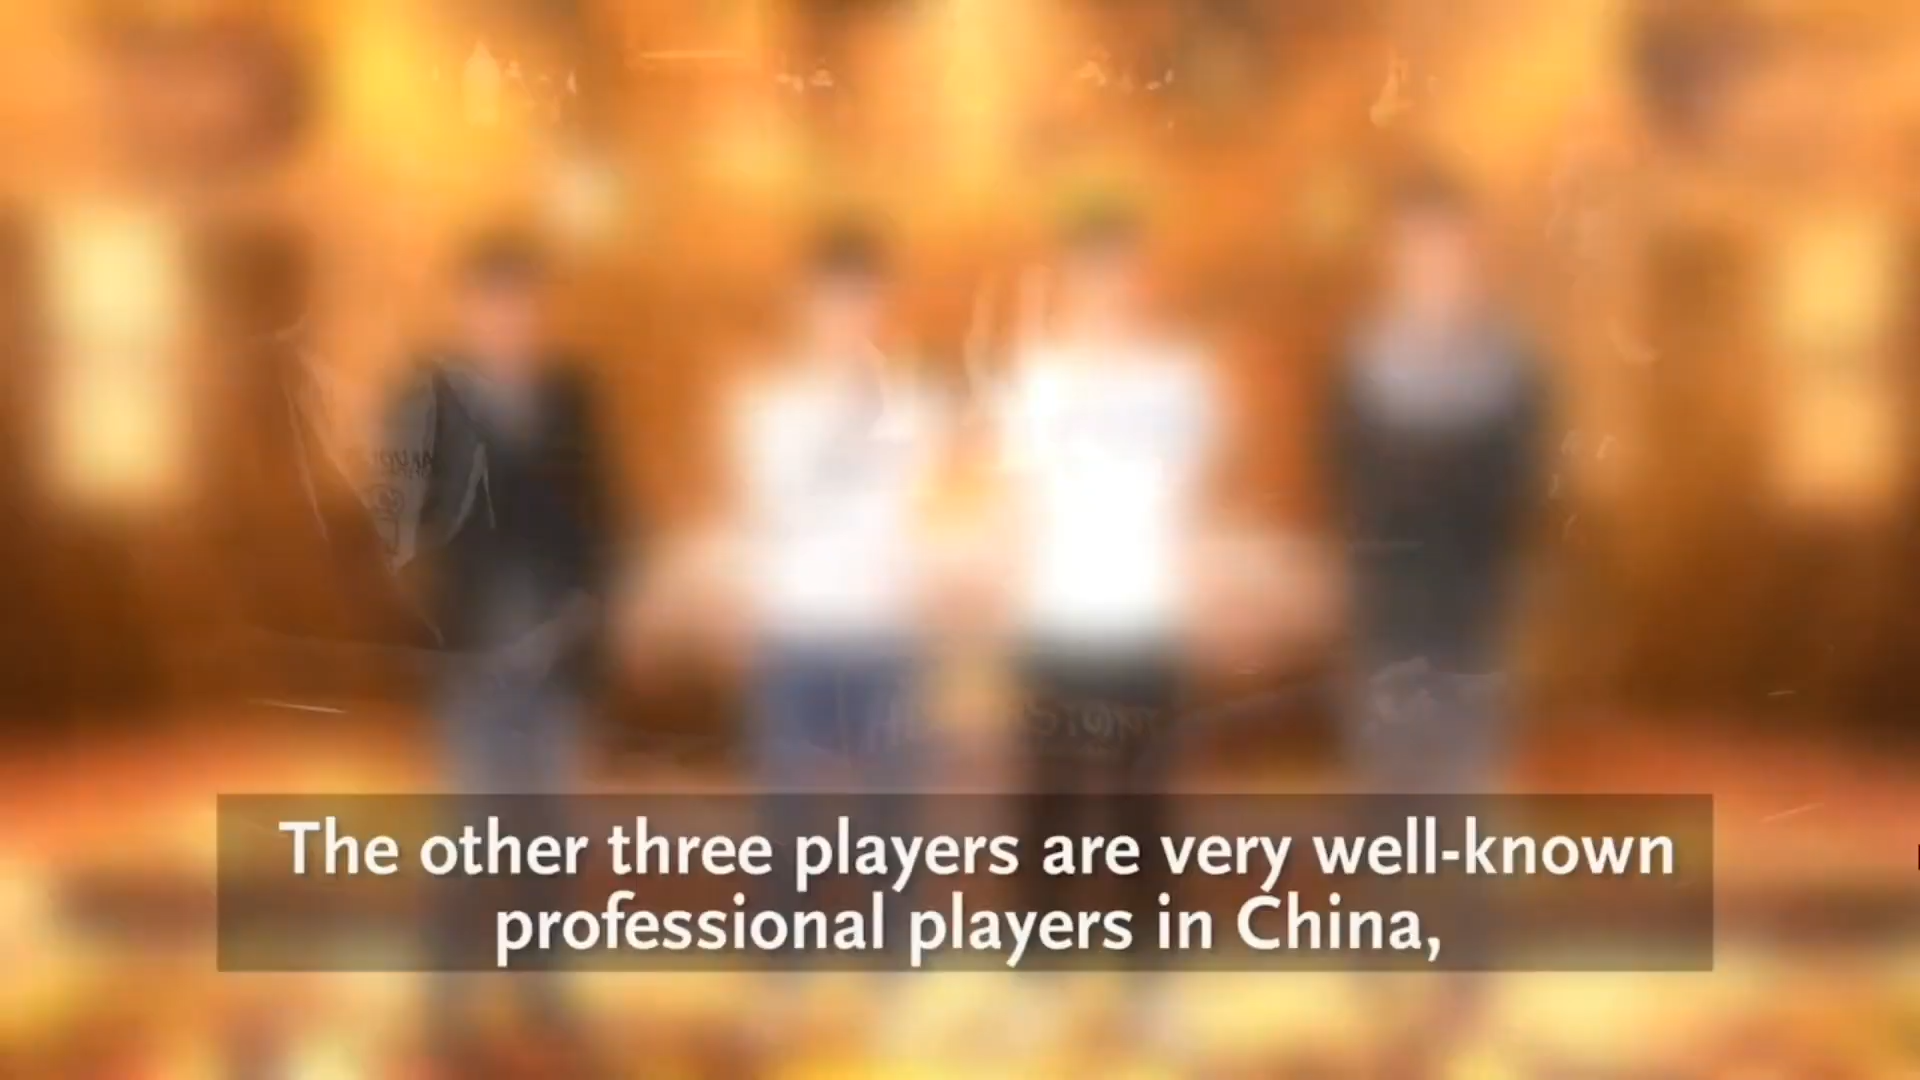 The other three players are very well-known
professional players in China,